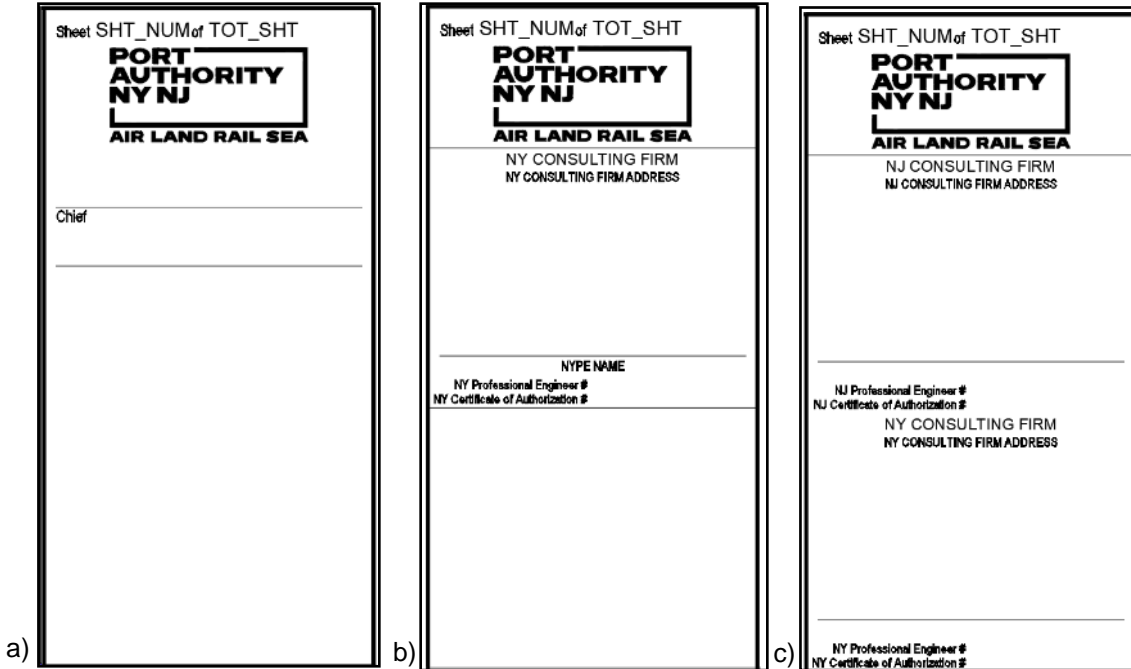 Sheet SHT_NUM of TOT_SHT
PORT
AUTHORITY
NY NJ
AIR LAND RAIL SEA
Chief
a)
Sheet SHT_NUM of TOT_SHT
PORT
AUTHORITY
NY NJ
AIR LAND RAIL SEA
NY CONSULTING FIRM
NY CONSULTING FIRM ADDRESS
NYPE NAME
NY Professional Engineer #
NY Certificate of Authorization #
b)
Sheet SHT_NUM of TOT_SHT
PORT
AUTHORITY
NY NJ
AIR LAND RAIL SEA
NJ CONSULTING FIRM
NJ CONSULTING FIRM ADDRESS
NJ Professional Engineer #
NJ Certificate of Authorization #
NY CONSULTING FIRM
NY CONSULTING FIRM ADDRESS
NY Professional Engineer #
NY Certificate of Authorization #
c)